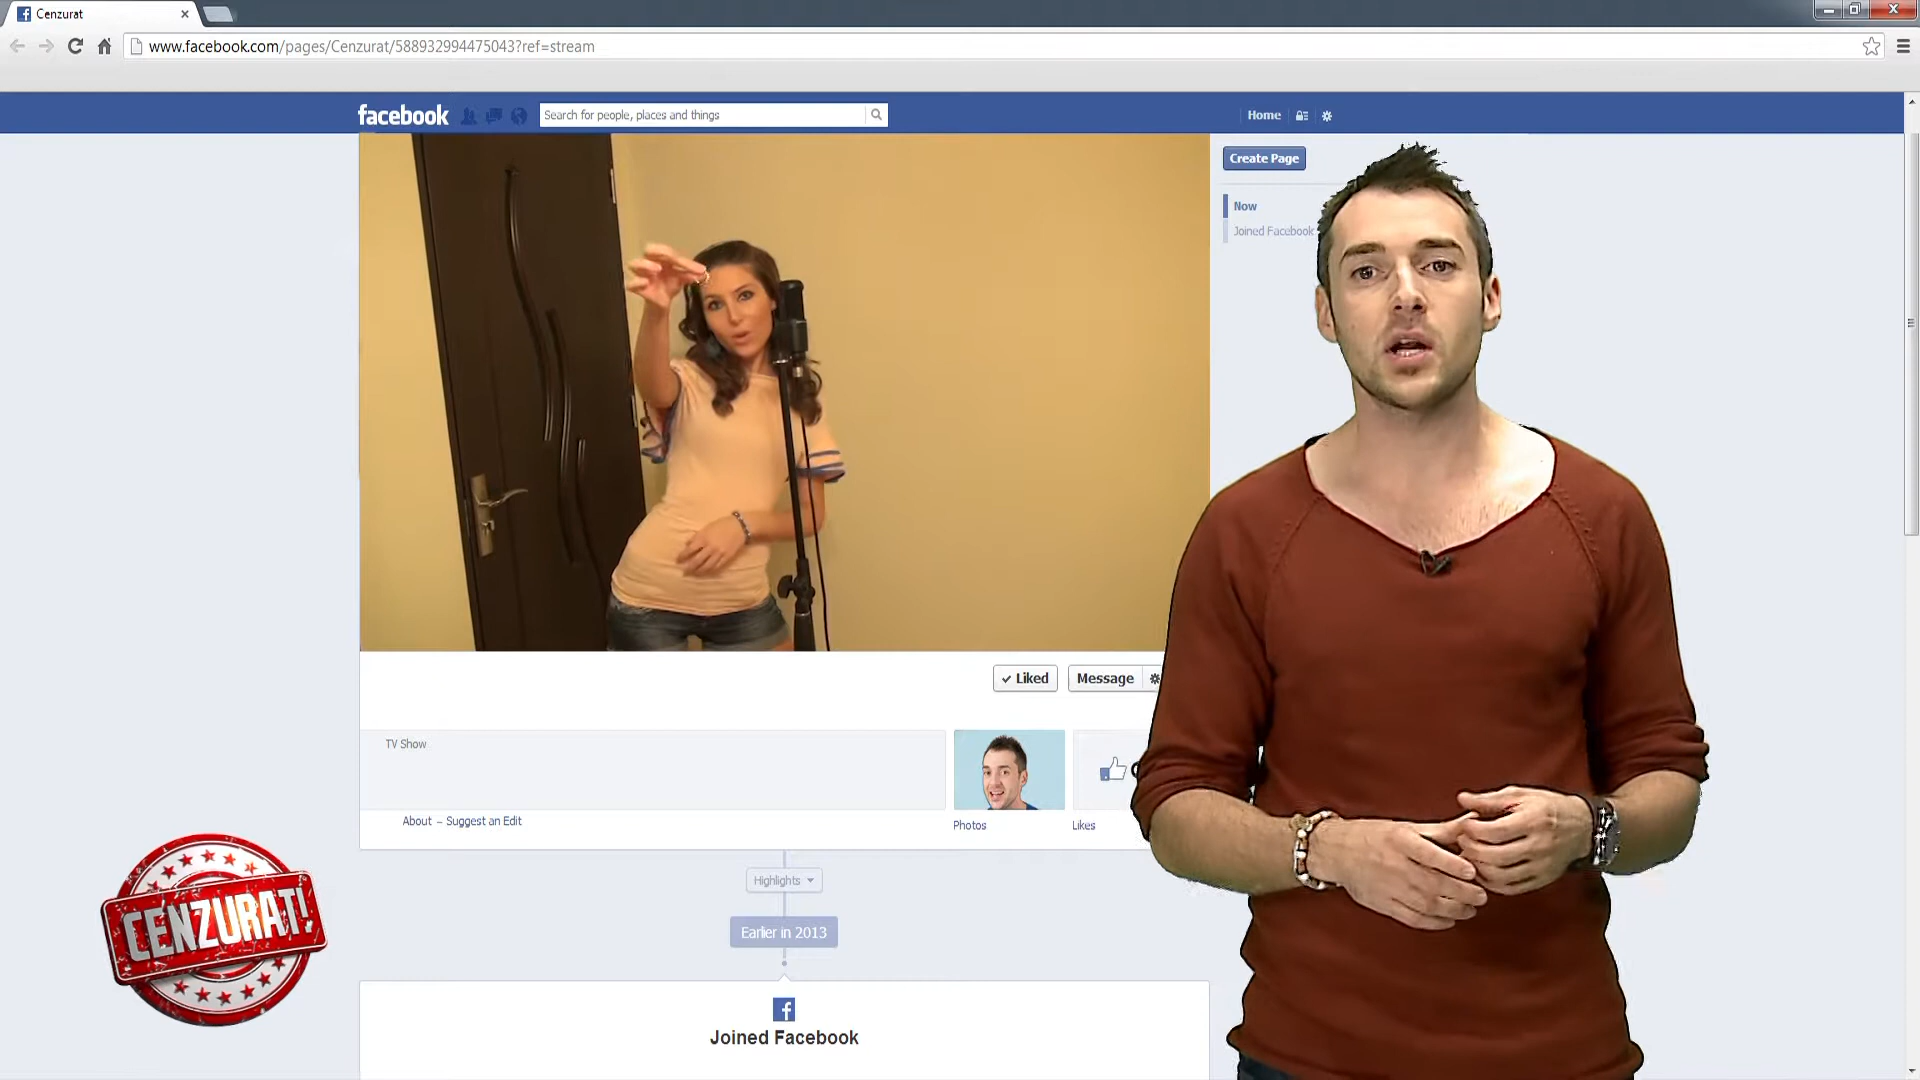 Cenzurat
www.facebook.com/pages/Cenzurat/588932994475043?ref=stream
facebook
Search for people, places and things
Home
Create Page
Now
Joined Facebook
Liked
Message
TV Show
About – Suggest an Edit
Photos
Likes
Highlights
Earlier in 2013
Joined Facebook
CENZURAT!